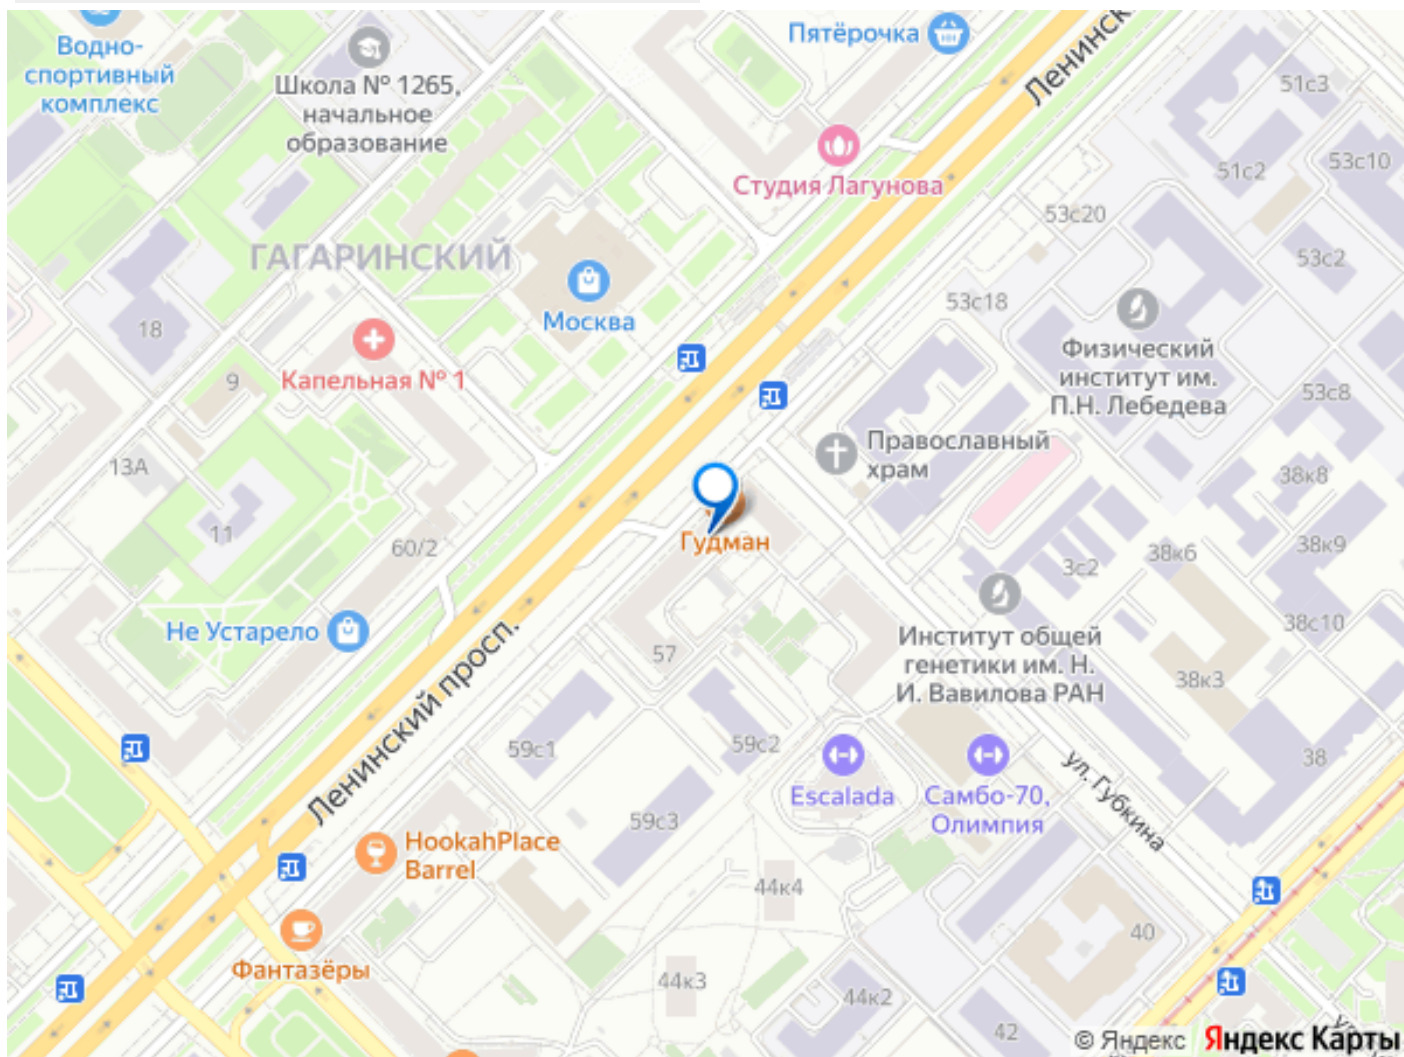 Водно-
спортивный
комплекс
Школа № 1265,
начальное
образование
Пятёрочка
Ленинск
51с3
Студия Лагунова
51с2
53с10
53с20
ГАГАРИНСКИЙ
53с2
Москва
53с18
18
Капельная № 1
9
Физический
институт им.
П.Н. Лебедева
53с8
Православный
храм
13А
38к8
11
60/2
Гудман
38к9
38к6
3с2
Не Устарело
Институт общей
генетики им. Н.
И. Вавилова РАН
38с10
57
38к3
Ленинский просп.
59с1
59с2
38
Escalada
Самбо-70,
Олимпия
ул. Губкина
59с3
HookahPlace
Barrel
44к4
40
Фантазёры
44к3
44к2
42
© Яндекс Яндекс Карты